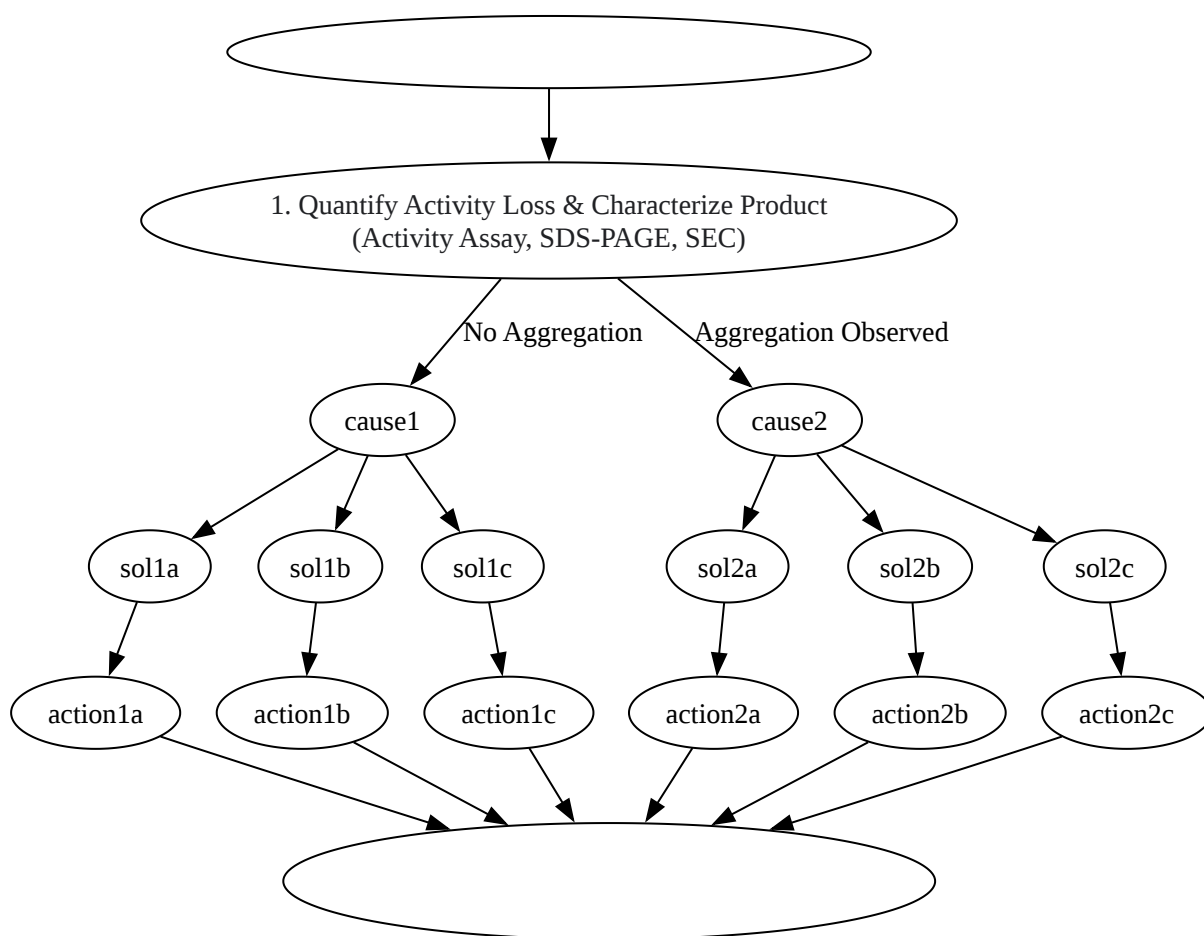 1. Quantify Activity Loss & Characterize Product
(Activity Assay, SDS-PAGE, SEC)
No Aggregation
Aggregation Observed
cause1
cause2
sol1a
sol1b
sol1c
sol2a
sol2b
sol2c
action1a
action1b
action1c
action2a
action2b
action2c